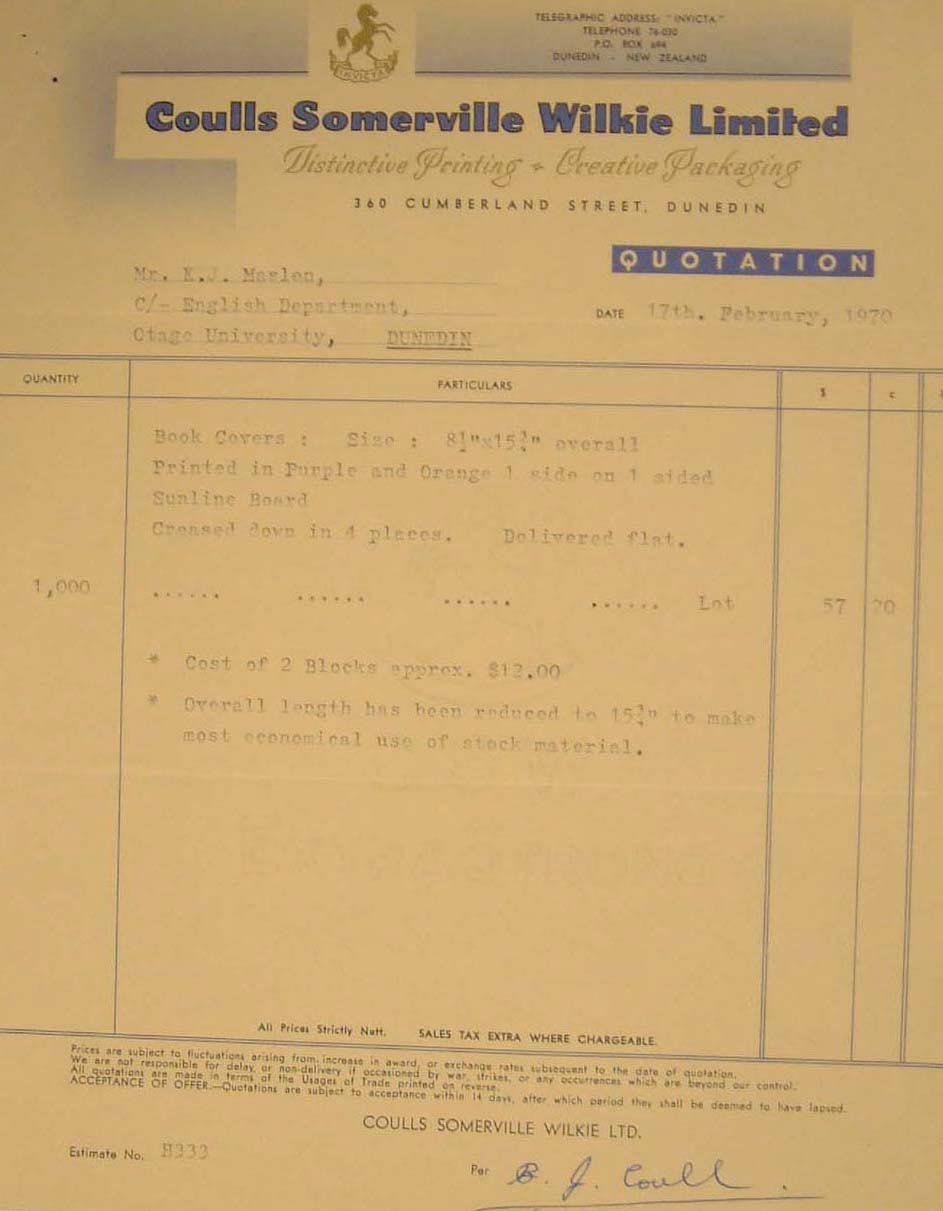 TELEGRAPHIC ADDRESS: "INVICTA"
TELEPHONE 76-030
P.O. BOX 694
DUNEDIN - NEW ZEALAND
INVICTA
Coulls Somerville Wilkie Limited
Distinctive Printing + Creative Packaging
360 CUMBERLAND STREET, DUNEDIN
QUOTATION
Mr. K.J. Maslen,
C/- English Department,
Otago University, DUNEDIN
DATE 17th. February, 1970
QUANTITY PARTICULARS $ c
Book Covers : Size : "x15¾" overall
Printed in Purple and Orange 1 side on 1 sided
Sunline Board
Creased down in 4 places. Delivered flat.
1,000 ...... ...... ...... ...... Lot 57
* Cost of 2 Blocks approx. $12.00
* Overall length has been reduced to 15¾" to make
most economical use of stock material.
All Prices Strictly Nett. SALES TAX EXTRA WHERE CHARGEABLE.
Prices are subject to fluctuations arising from increase in award, or exchange rates subsequent to the date of quotation.
We are not responsible for delay, or non-delivery if occasioned by war, strikes, or any occurrences which are beyond our control.
All quotations are made in terms of the Usages of Trade printed on reverse.
ACCEPTANCE OF OFFER.—Quotations are subject to acceptance within 14 days, after which period they shall be deemed to have lapsed.
COULLS SOMERVILLE WILKIE LTD.
Estimate No. 8333
Per B. J. Coull